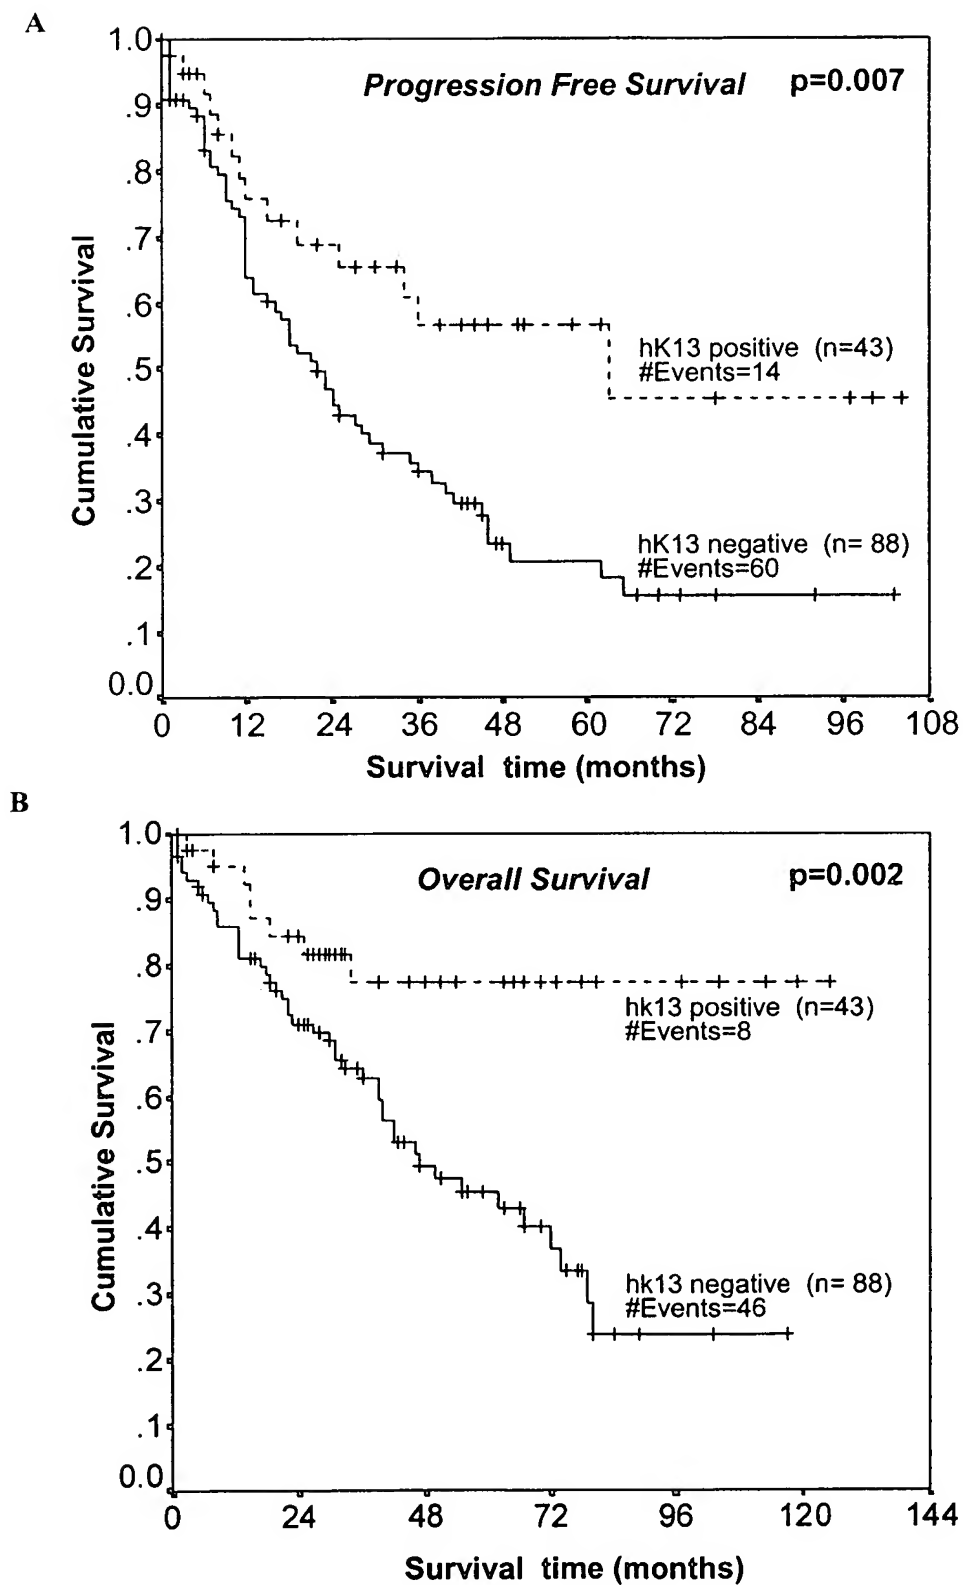 A
1.0
Progression Free Survival p=0.007
.9
.8
.7
.6
hK13 positive (n=43)
.5
#Events=14
.4
.3
hK13 negative (n= 88)
.2
#Events=60
.1
0.0
Cumulative Survival
0 12 24 36 48 60 72 84 96 108
Survival time (months)
B
1.0
Overall Survival p=0.002
.9
.8
hk13 positive (n=43)
.7
#Events=8
.6
.5
.4
hk13 negative (n= 88)
.3
#Events=46
.2
.1
0.0
Cumulative Survival
0 24 48 72 96 120 144
Survival time (months)